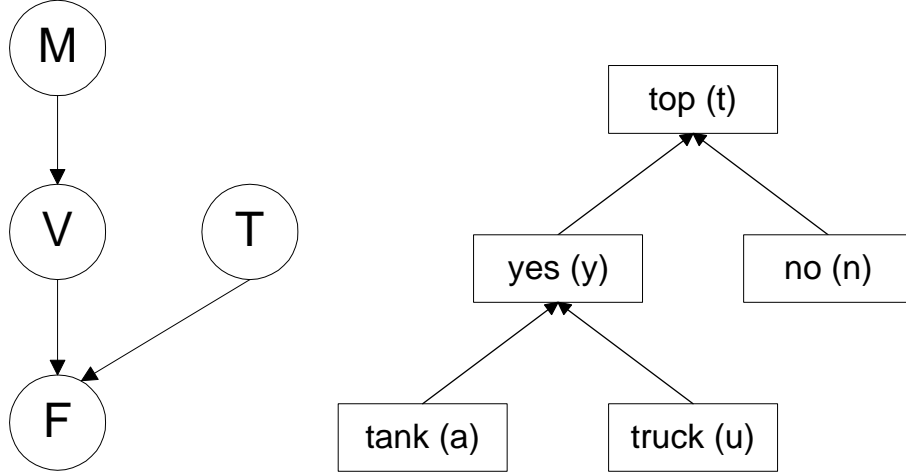 M
V
T
F
top (t)
yes (y)
no (n)
tank (a)
truck (u)